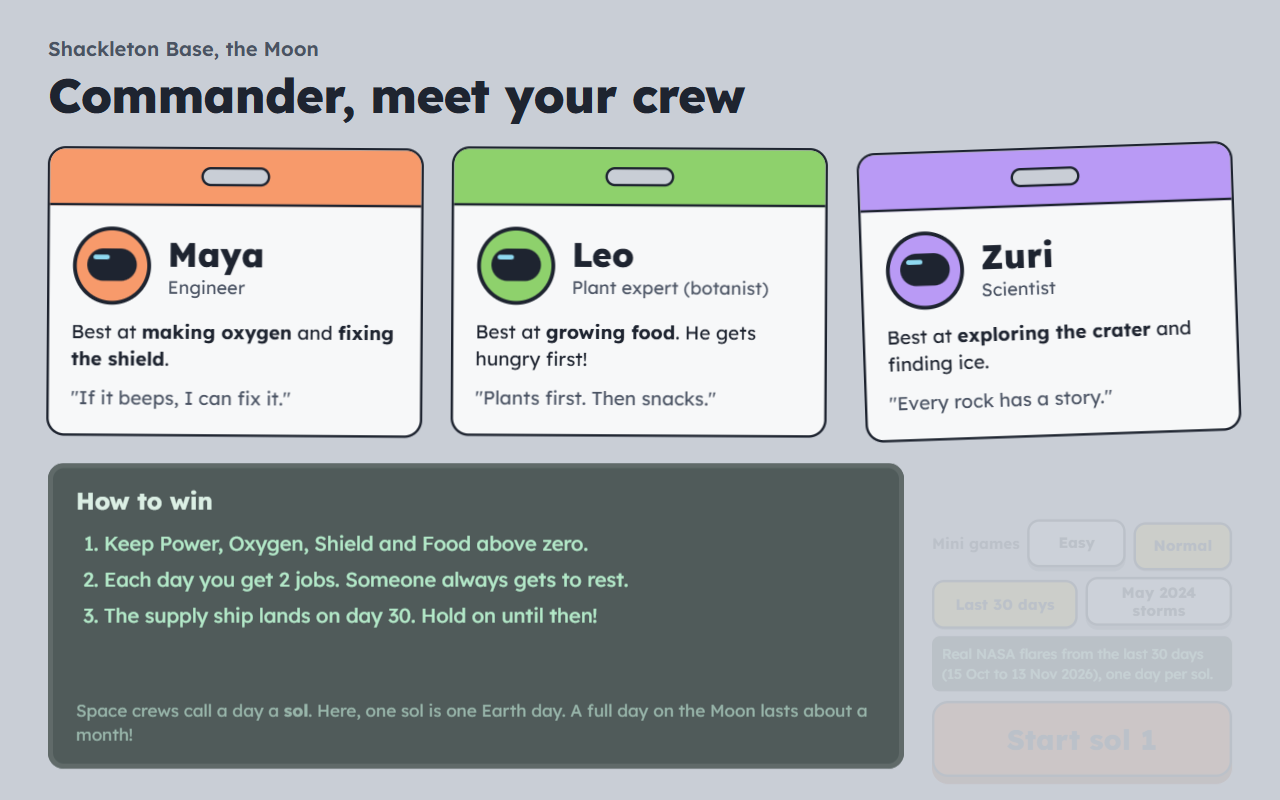 Shackleton Base, the Moon
Commander, meet your crew
Maya
Engineer
Best at making oxygen and fixing
the shield.
"If it beeps, I can fix it."
Leo
Plant expert (botanist)
Best at growing food. He gets
hungry first!
"Plants first. Then snacks."
Zuri
Scientist
Best at exploring the crater and
finding ice.
"Every rock has a story."
How to win
1. Keep Power, Oxygen, Shield and Food above zero.
2. Each day you get 2 jobs. Someone always gets to rest.
3. The supply ship lands on day 30. Hold on until then!
Space crews call a day a sol. Here, one sol is one Earth day. A full day on the Moon lasts about a
month!
Mini games
Easy
Normal
Last 30 days
May 2024
storms
Real NASA flares from the last 30 days
(15 Oct to 13 Nov 2026), one day per sol.
Start sol 1